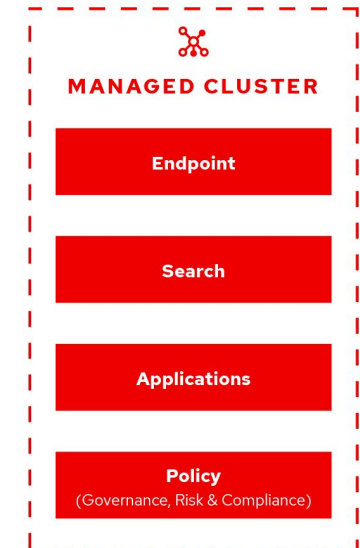 MANAGED CLUSTER
Endpoint
Search
Applications
Policy
(Governance, Risk & Compliance)